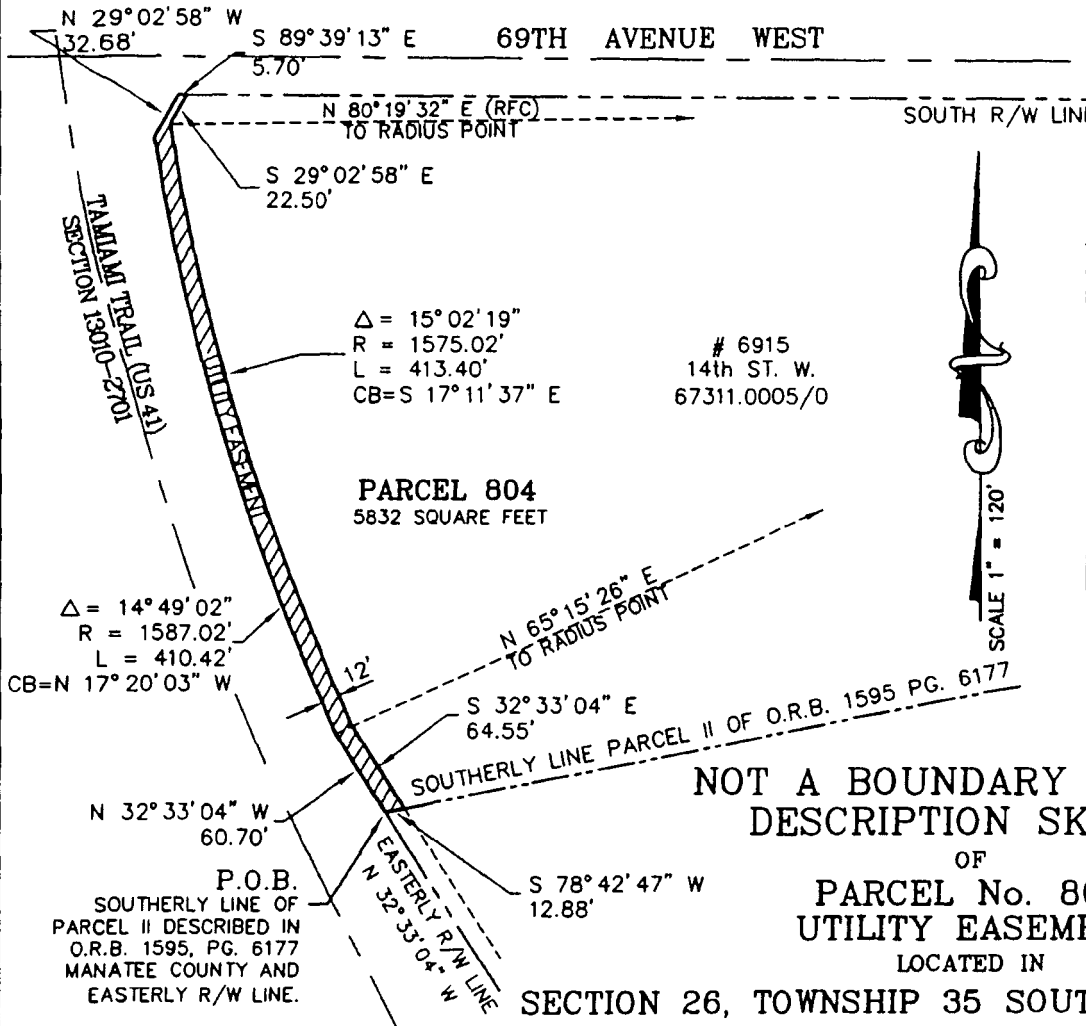 N 29°02'58" W
32.68'
S 89°39'13" E
5.70'
69TH AVENUE WEST
N 80°19'32" E (RFC)
TO RADIUS POINT
SOUTH R/W LINE
S 29°02'58" E
22.50'
TAMIAMI TRAIL (US 41)
SECTION 13010-2701
Δ = 15°02'19"
R = 1575.02'
L = 413.40'
CB=S 17°11'37" E
# 6915
14th ST. W.
67311.0005/0
UTILITY EASEMENT
PARCEL 804
5832 SQUARE FEET
SCALE 1" = 120'
Δ = 14°49'02"
R = 1587.02'
L = 410.42'
CB=N 17°20'03" W
N 65°15'26" E
TO RADIUS POINT
12'
S 32°33'04" E
64.55'
SOUTHERLY LINE PARCEL II OF O.R.B. 1595 PG. 6177
N 32°33'04" W
60.70'
NOT A BOUNDARY
DESCRIPTION SK
OF
PARCEL No. 80
UTILITY EASEME
LOCATED IN
SECTION 26, TOWNSHIP 35 SOUT
P.O.B.
SOUTHERLY LINE OF
PARCEL II DESCRIBED IN
O.R.B. 1595, PG. 6177
MANATEE COUNTY AND
EASTERLY R/W LINE.
EASTERLY R/W LINE
N 32°33'04" W
S 78°42'47" W
12.88'